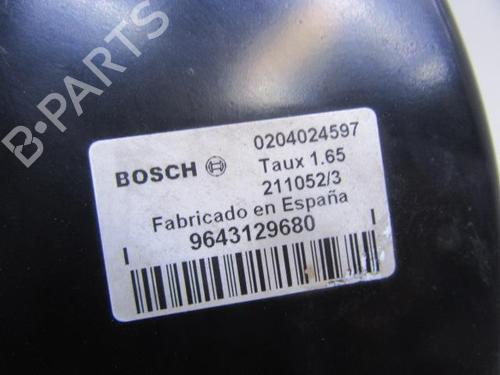 B-PARTS
BOSCH
0204024597
Taux 1.65
211052/3
Fabricado en España
9643129680